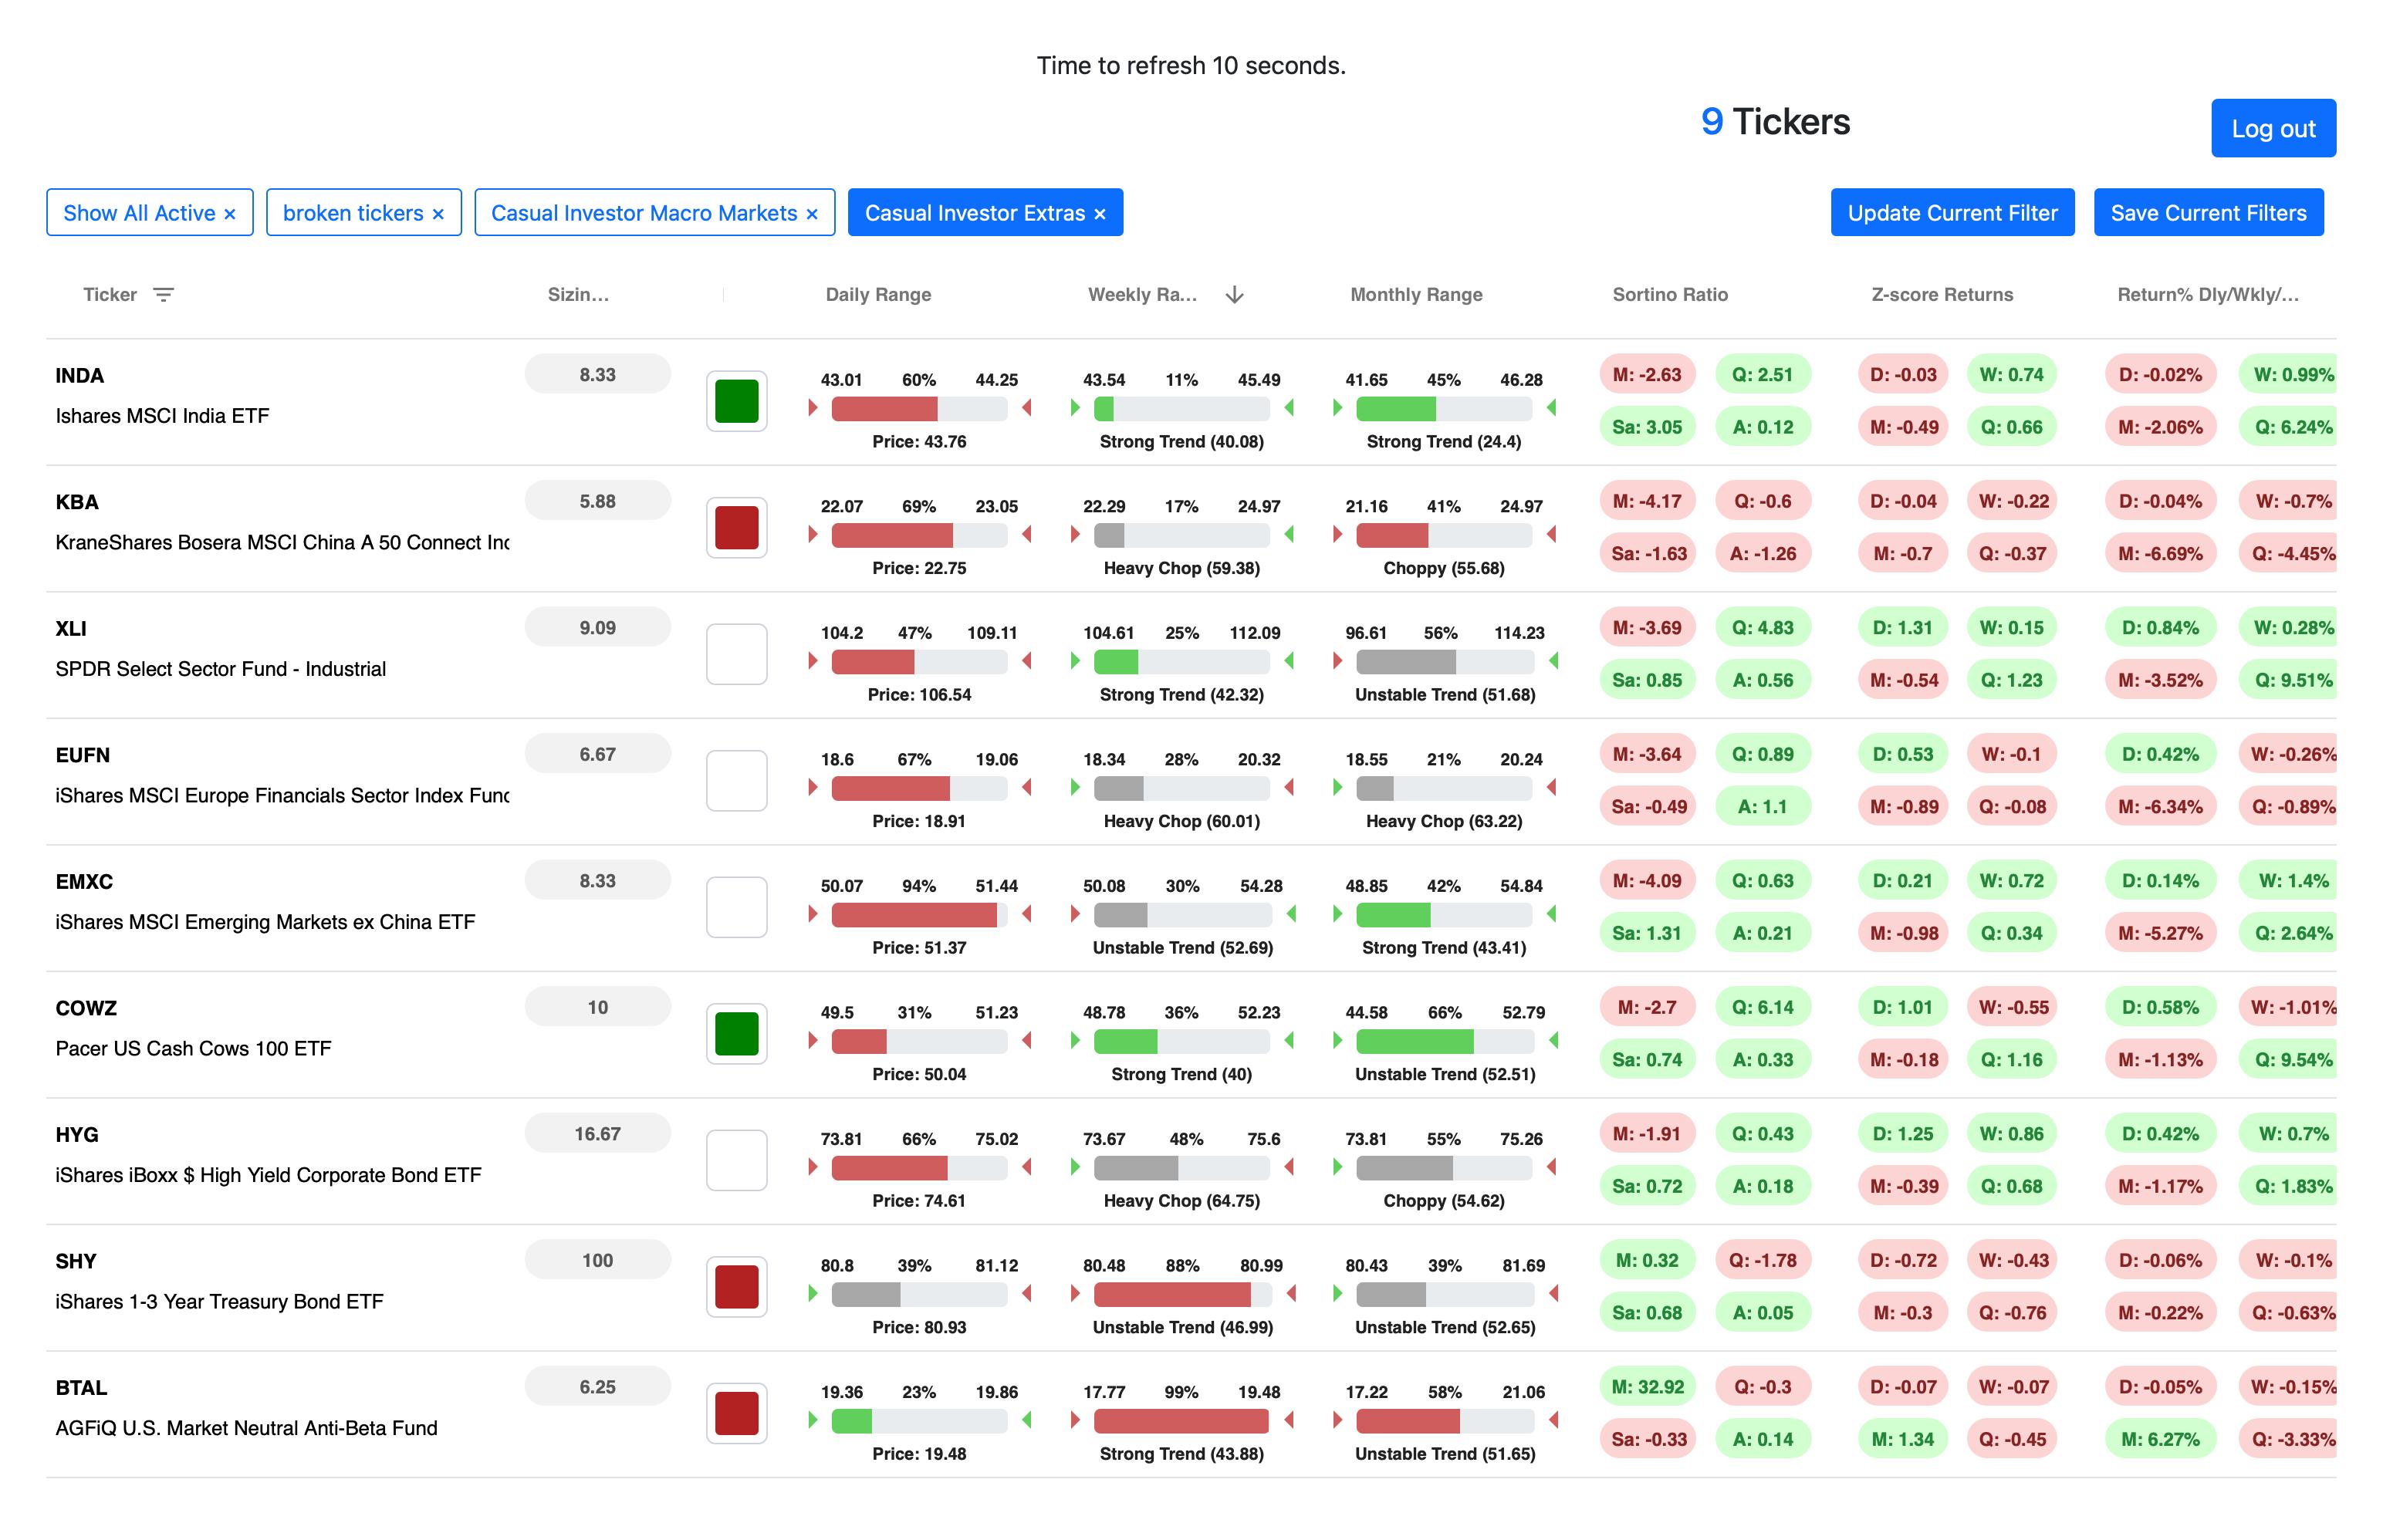 Time to refresh 10 seconds.
9 Tickers
Log out
Show All Active × broken tickers × Casual Investor Macro Markets × Casual Investor Extras × Update Current Filter Save Current Filters
Ticker Sizin... Daily Range Weekly Ra... Monthly Range Sortino Ratio Z-score Returns Return% Dly/Wkly/...
INDA 8.33 43.01 60% 44.25 43.54 11% 45.49 41.65 45% 46.28 M: -2.63 Q: 2.51 D: -0.03 W: 0.74 D: -0.02% W: 0.99%
Ishares MSCI India ETF Price: 43.76 Strong Trend (40.08) Strong Trend (24.4) Sa: 3.05 A: 0.12 M: -0.49 Q: 0.66 M: -2.06% Q: 6.24%
KBA 5.88 22.07 69% 23.05 22.29 17% 24.97 21.16 41% 24.97 M: -4.17 Q: -0.6 D: -0.04 W: -0.22 D: -0.04% W: -0.7%
KraneShares Bosera MSCI China A 50 Connect Inc Price: 22.75 Heavy Chop (59.38) Choppy (55.68) Sa: -1.63 A: -1.26 M: -0.7 Q: -0.37 M: -6.69% Q: -4.45%
XLI 9.09 104.2 47% 109.11 104.61 25% 112.09 96.61 56% 114.23 M: -3.69 Q: 4.83 D: 1.31 W: 0.15 D: 0.84% W: 0.28%
SPDR Select Sector Fund - Industrial Price: 106.54 Strong Trend (42.32) Unstable Trend (51.68) Sa: 0.85 A: 0.56 M: -0.54 Q: 1.23 M: -3.52% Q: 9.51%
EUFN 6.67 18.6 67% 19.06 18.34 28% 20.32 18.55 21% 20.24 M: -3.64 Q: 0.89 D: 0.53 W: -0.1 D: 0.42% W: -0.26%
iShares MSCI Europe Financials Sector Index Func Price: 18.91 Heavy Chop (60.01) Heavy Chop (63.22) Sa: -0.49 A: 1.1 M: -0.89 Q: -0.08 M: -6.34% Q: -0.89%
EMXC 8.33 50.07 94% 51.44 50.08 30% 54.28 48.85 42% 54.84 M: -4.09 Q: 0.63 D: 0.21 W: 0.72 D: 0.14% W: 1.4%
iShares MSCI Emerging Markets ex China ETF Price: 51.37 Unstable Trend (52.69) Strong Trend (43.41) Sa: 1.31 A: 0.21 M: -0.98 Q: 0.34 M: -5.27% Q: 2.64%
COWZ 10 49.5 31% 51.23 48.78 36% 52.23 44.58 66% 52.79 M: -2.7 Q: 6.14 D: 1.01 W: -0.55 D: 0.58% W: -1.01%
Pacer US Cash Cows 100 ETF Price: 50.04 Strong Trend (40) Unstable Trend (52.51) Sa: 0.74 A: 0.33 M: -0.18 Q: 1.16 M: -1.13% Q: 9.54%
HYG 16.67 73.81 66% 75.02 73.67 48% 75.6 73.81 55% 75.26 M: -1.91 Q: 0.43 D: 1.25 W: 0.86 D: 0.42% W: 0.7%
iShares iBoxx $ High Yield Corporate Bond ETF Price: 74.61 Heavy Chop (64.75) Choppy (54.62) Sa: 0.72 A: 0.18 M: -0.39 Q: 0.68 M: -1.17% Q: 1.83%
SHY 100 80.8 39% 81.12 80.48 88% 80.99 80.43 39% 81.69 M: 0.32 Q: -1.78 D: -0.72 W: -0.43 D: -0.06% W: -0.1%
iShares 1-3 Year Treasury Bond ETF Price: 80.93 Unstable Trend (46.99) Unstable Trend (52.65) Sa: 0.68 A: 0.05 M: -0.3 Q: -0.76 M: -0.22% Q: -0.63%
BTAL 6.25 19.36 23% 19.86 17.77 99% 19.48 17.22 58% 21.06 M: 32.92 Q: -0.3 D: -0.07 W: -0.07 D: -0.05% W: -0.15%
AGFiQ U.S. Market Neutral Anti-Beta Fund Price: 19.48 Strong Trend (43.88) Unstable Trend (51.65) Sa: -0.33 A: 0.14 M: 1.34 Q: -0.45 M: 6.27% Q: -3.33%